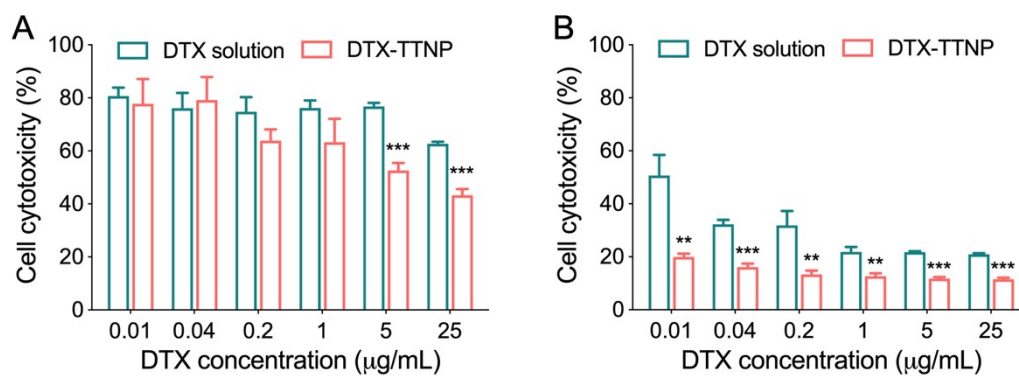 A
DTX solution DTX-TTNP
Cell cytotoxicity (%)
100
80
60
40
20
0
*** ***
0.01 0.04 0.2 1 5 25
DTX concentration (μg/mL)
B
DTX solution DTX-TTNP
Cell cytotoxicity (%)
100
80
60
40
20
0
** *** ** ** *** ***
0.01 0.04 0.2 1 5 25
DTX concentration (μg/mL)